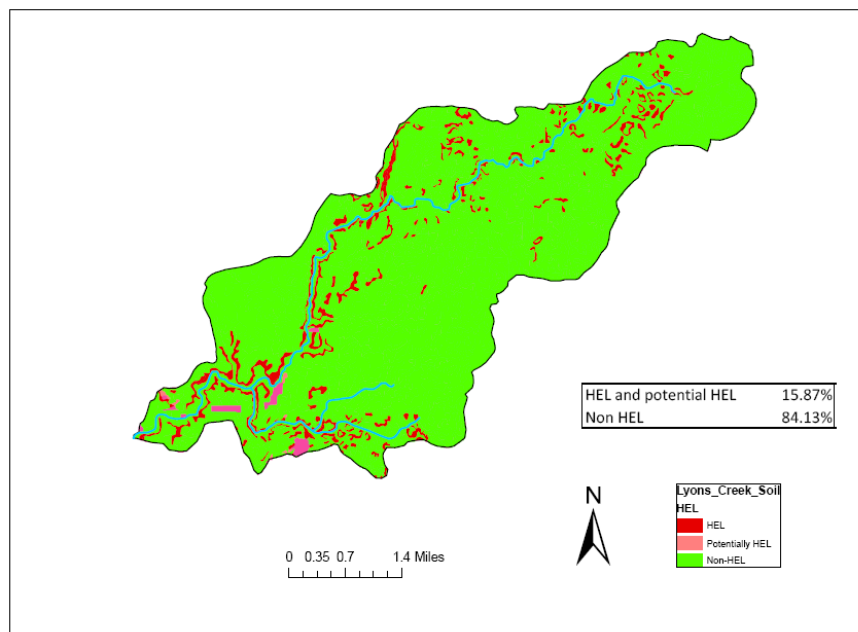 HEL and potential HEL 15.87%
Non HEL 84.13%
N
Lyons_Creek_Soil
HEL
HEL
Potentially HEL
Non-HEL
0 0.35 0.7 1.4 Miles